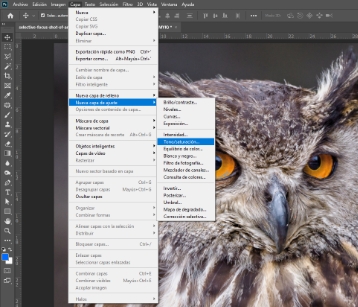 Archivo Edición Imagen Capa Texto Selección Filtro 3D Vista Ventana Ayuda
Nueva
Copiar CSS
Copiar SVG
Duplicar capa...
Eliminar
Exportación rápida como PNG
Exportar como...
Cambiar nombre de capa...
Estilo de capa
Filtro inteligente
Nueva capa de relleno
Nueva capa de ajuste
Opciones de contenido de capa...
Máscara de capa
Máscara vectorial
Crear máscara de recorte
Objetos inteligentes
Capas de vídeo
Rasterizar
Nuevo sector basado en capa
Agrupar capas
Desagrupar capas
Ocultar capas
Organizar
Combinar formas
Alinear capas con la selección
Distribuir
Bloquear capas...
Enlazar capas
Seleccionar capas enlazadas
Combinar capas
Combinar visibles
Acoplar imagen
Halos
Brillo/contraste...
Niveles...
Curvas...
Exposición...
Intensidad...
Tono/saturación...
Equilibrio de color...
Blanco y negro...
Filtro de fotografía...
Mezclador de canales...
Consulta de colores...
Invertir...
Posterizar...
Umbral...
Mapa de degradado...
Corrección selectiva...